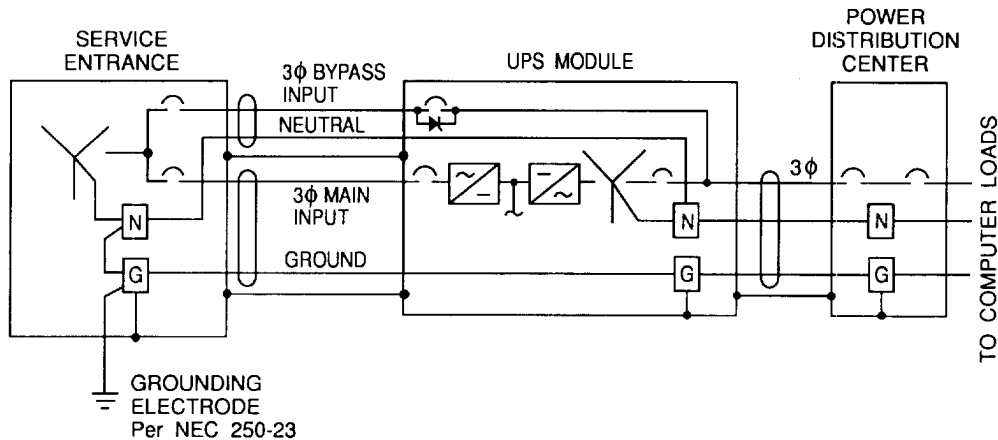 SERVICE
ENTRANCE
3ϕ BYPASS
INPUT
NEUTRAL
UPS MODULE
POWER
DISTRIBUTION
CENTER
3ϕ MAIN
INPUT
3ϕ
N
N
N
GROUND
G
G
G
TO COMPUTER LOADS
GROUNDING
ELECTRODE
Per NEC 250-23